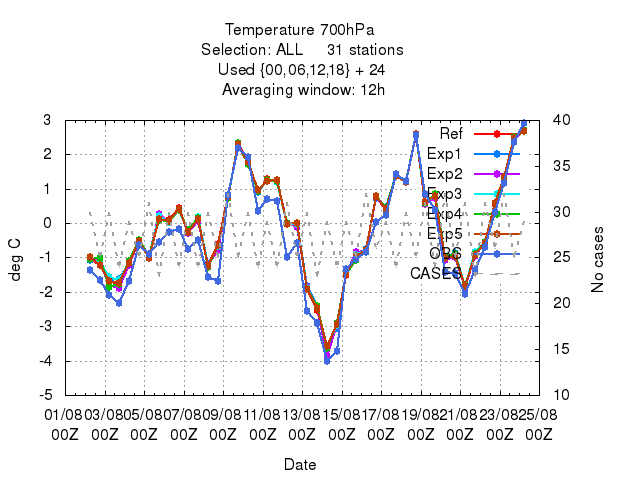 Temperature 700hPa
Selection: ALL 31 stations
Used {00,06,12,18} + 24
Averaging window: 12h
3
2
1
0
-1
-2
-3
-4
-5
deg C
40
35
30
25
20
15
10
No cases
Ref
Exp1
Exp2
Exp3
Exp4
Exp5
OBS
CASES
01/08 03/08 05/08 07/08 09/08 11/08 13/08 15/08 17/08 19/08 21/08 23/08 25/08
00Z 00Z 00Z 00Z 00Z 00Z 00Z 00Z 00Z 00Z 00Z 00Z 00Z
Date